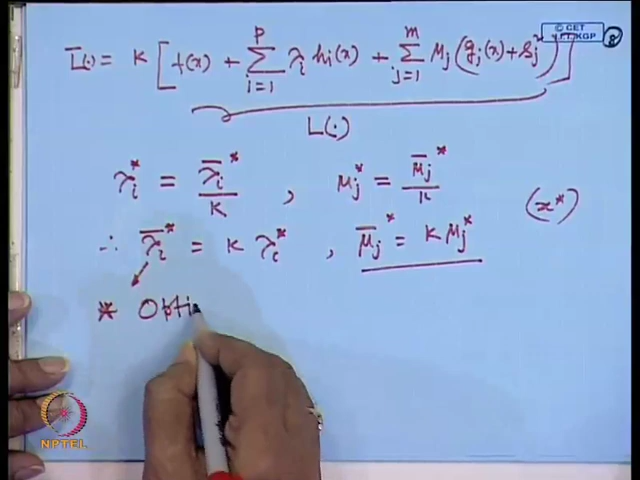 © CET
I.I.T. KGP
8
L̄(·) = K [ f(x) + Σ_{i=1}^{p} λ_i h_i(x) + Σ_{j=1}^{m} μ_j (g_j(x) + s_j²) ]
L(·)
λ_i* = λ̄_i* / K , μ_j* = μ̄_j* / K (x*)
∴ λ̄_i* = K λ_i* , μ̄_j* = K μ_j*
* Opti
NPTEL